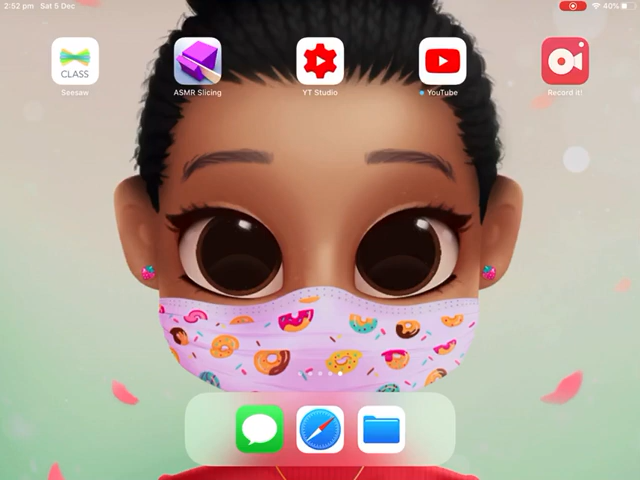 2:52 pm Sat 5 Dec
40%
CLASS
Seesaw
ASMR Slicing
YT Studio
YouTube
Record it!